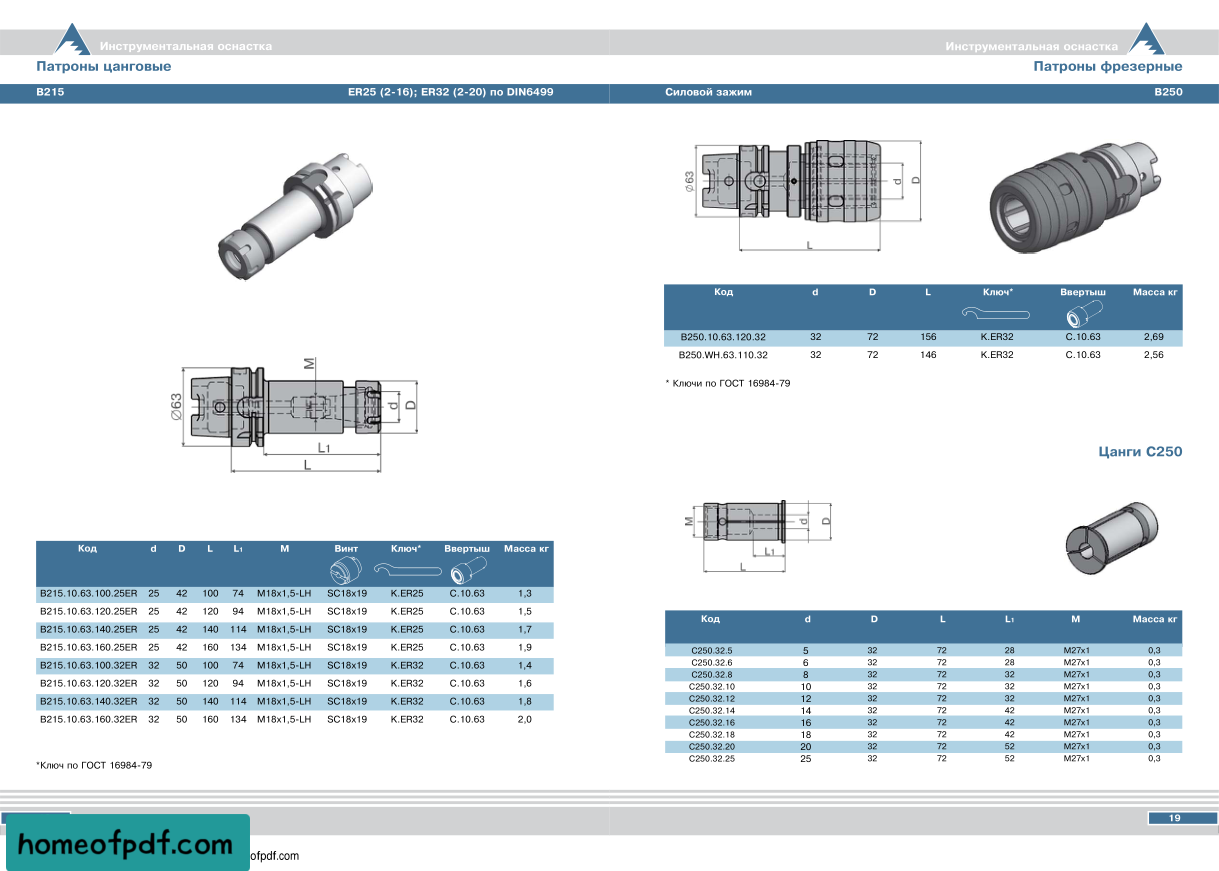 Инструментальная оснастка
Патроны цанговые
B215 ER25 (2-16); ER32 (2-20) по DIN6499
∅63
M
d
D
L1
L
Код d D L L1 M Винт Ключ* Ввертыш Масса кг
B215.10.63.100.25ER 25 42 100 74 M18x1,5-LH SC18x19 K.ER25 C.10.63 1,3
B215.10.63.120.25ER 25 42 120 94 M18x1,5-LH SC18x19 K.ER25 C.10.63 1,5
B215.10.63.140.25ER 25 42 140 114 M18x1,5-LH SC18x19 K.ER25 C.10.63 1,7
B215.10.63.160.25ER 25 42 160 134 M18x1,5-LH SC18x19 K.ER25 C.10.63 1,9
B215.10.63.100.32ER 32 50 100 74 M18x1,5-LH SC18x19 K.ER32 C.10.63 1,4
B215.10.63.120.32ER 32 50 120 94 M18x1,5-LH SC18x19 K.ER32 C.10.63 1,6
B215.10.63.140.32ER 32 50 140 114 M18x1,5-LH SC18x19 K.ER32 C.10.63 1,8
B215.10.63.160.32ER 32 50 160 134 M18x1,5-LH SC18x19 K.ER32 C.10.63 2,0
*Ключ по ГОСТ 16984-79
Инструментальная оснастка
Патроны фрезерные
Силовой зажим B250
∅63
d
D
L
Код d D L Ключ* Ввертыш Масса кг
B250.10.63.120.32 32 72 156 K.ER32 C.10.63 2,69
B250.WH.63.110.32 32 72 146 K.ER32 C.10.63 2,56
* Ключи по ГОСТ 16984-79
Цанги C250
M
d
D
L1
L
Код d D L L1 M Масса кг
C250.32.5 5 32 72 28 M27x1 0,3
C250.32.6 6 32 72 28 M27x1 0,3
C250.32.8 8 32 72 32 M27x1 0,3
C250.32.10 10 32 72 32 M27x1 0,3
C250.32.12 12 32 72 32 M27x1 0,3
C250.32.14 14 32 72 42 M27x1 0,3
C250.32.16 16 32 72 42 M27x1 0,3
C250.32.18 18 32 72 42 M27x1 0,3
C250.32.20 20 32 72 52 M27x1 0,3
C250.32.25 25 32 72 52 M27x1 0,3
19
homeofpdf.com
ofpdf.com